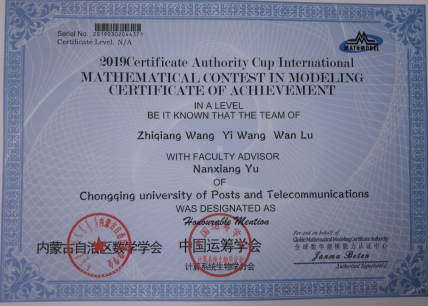 Serial No. 20190302044371
Certificate Level. N/A
MATHMODEL
2019Certificate Authority Cup International
MATHEMATICAL CONTEST IN MODELING
CERTIFICATE OF ACHIEVEMENT
IN A LEVEL
BE IT KNOWN THAT THE TEAM OF
Zhiqiang Wang Yi Wang Wan Lu
WITH FACULTY ADVISOR
Nanxiang Yu
OF
Chongqing university of Posts and Telecommunications
WAS DESIGNATED AS
Honourable Mention
内蒙古自治区数学学会
中国运筹学会
计算系统生物学分会
For and on behalf of
Globle Mathematical Modeling Certificate Authority
全球数学建模能力认证中心
Janma Beten
Authorized Signature